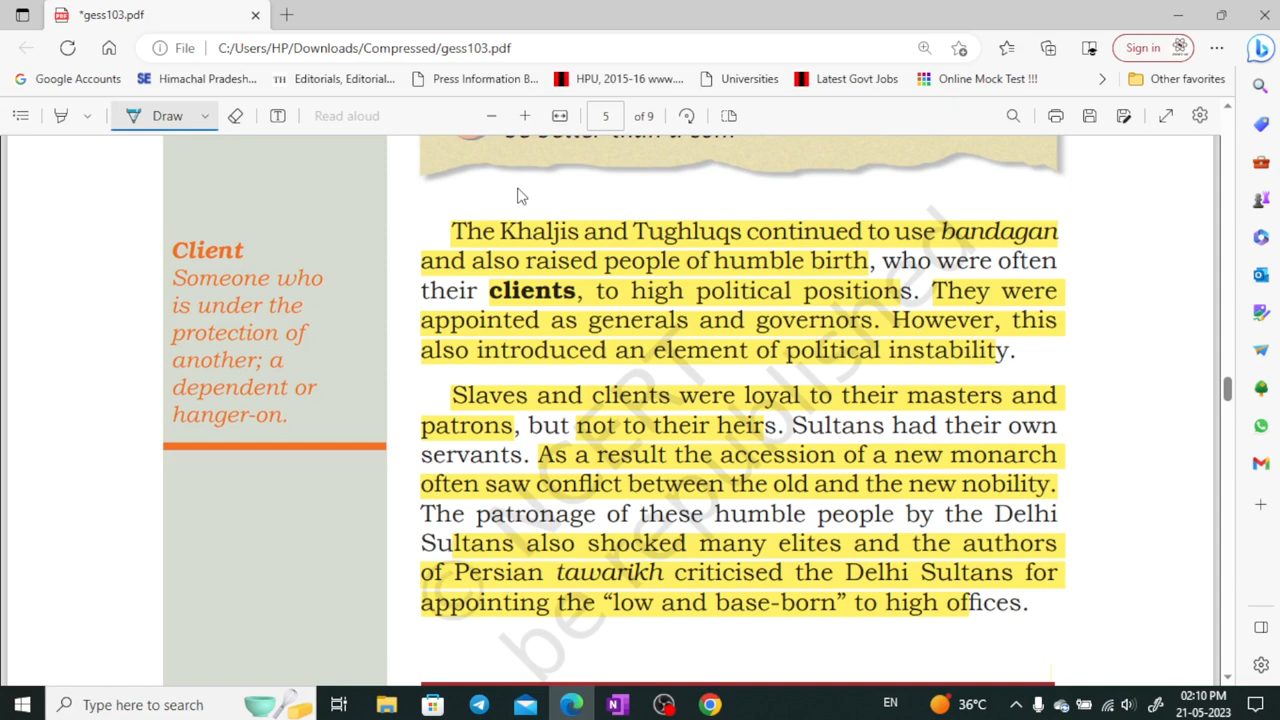 *gess103.pdf
File C:/Users/HP/Downloads/Compressed/gess103.pdf Sign in
Google Accounts SE Himachal Pradesh... TH Editorials, Editorial... Press Information B... HPU, 2015-16 www.... Universities Latest Govt Jobs Online Mock Test !!! Other favorites
Draw Read aloud 5 of 9
The Khaljis and Tughluqs continued to use bandagan
and also raised people of humble birth, who were often
their clients, to high political positions. They were
appointed as generals and governors. However, this
also introduced an element of political instability.
Client
Someone who
is under the
protection of
another; a
dependent or
hanger-on.
Slaves and clients were loyal to their masters and
patrons, but not to their heirs. Sultans had their own
servants. As a result the accession of a new monarch
often saw conflict between the old and the new nobility.
The patronage of these humble people by the Delhi
Sultans also shocked many elites and the authors
of Persian tawarikh criticised the Delhi Sultans for
appointing the “low and base-born” to high offices.
© NCERT
be republished
Type here to search EN 36°C 02:10 PM
21-05-2023